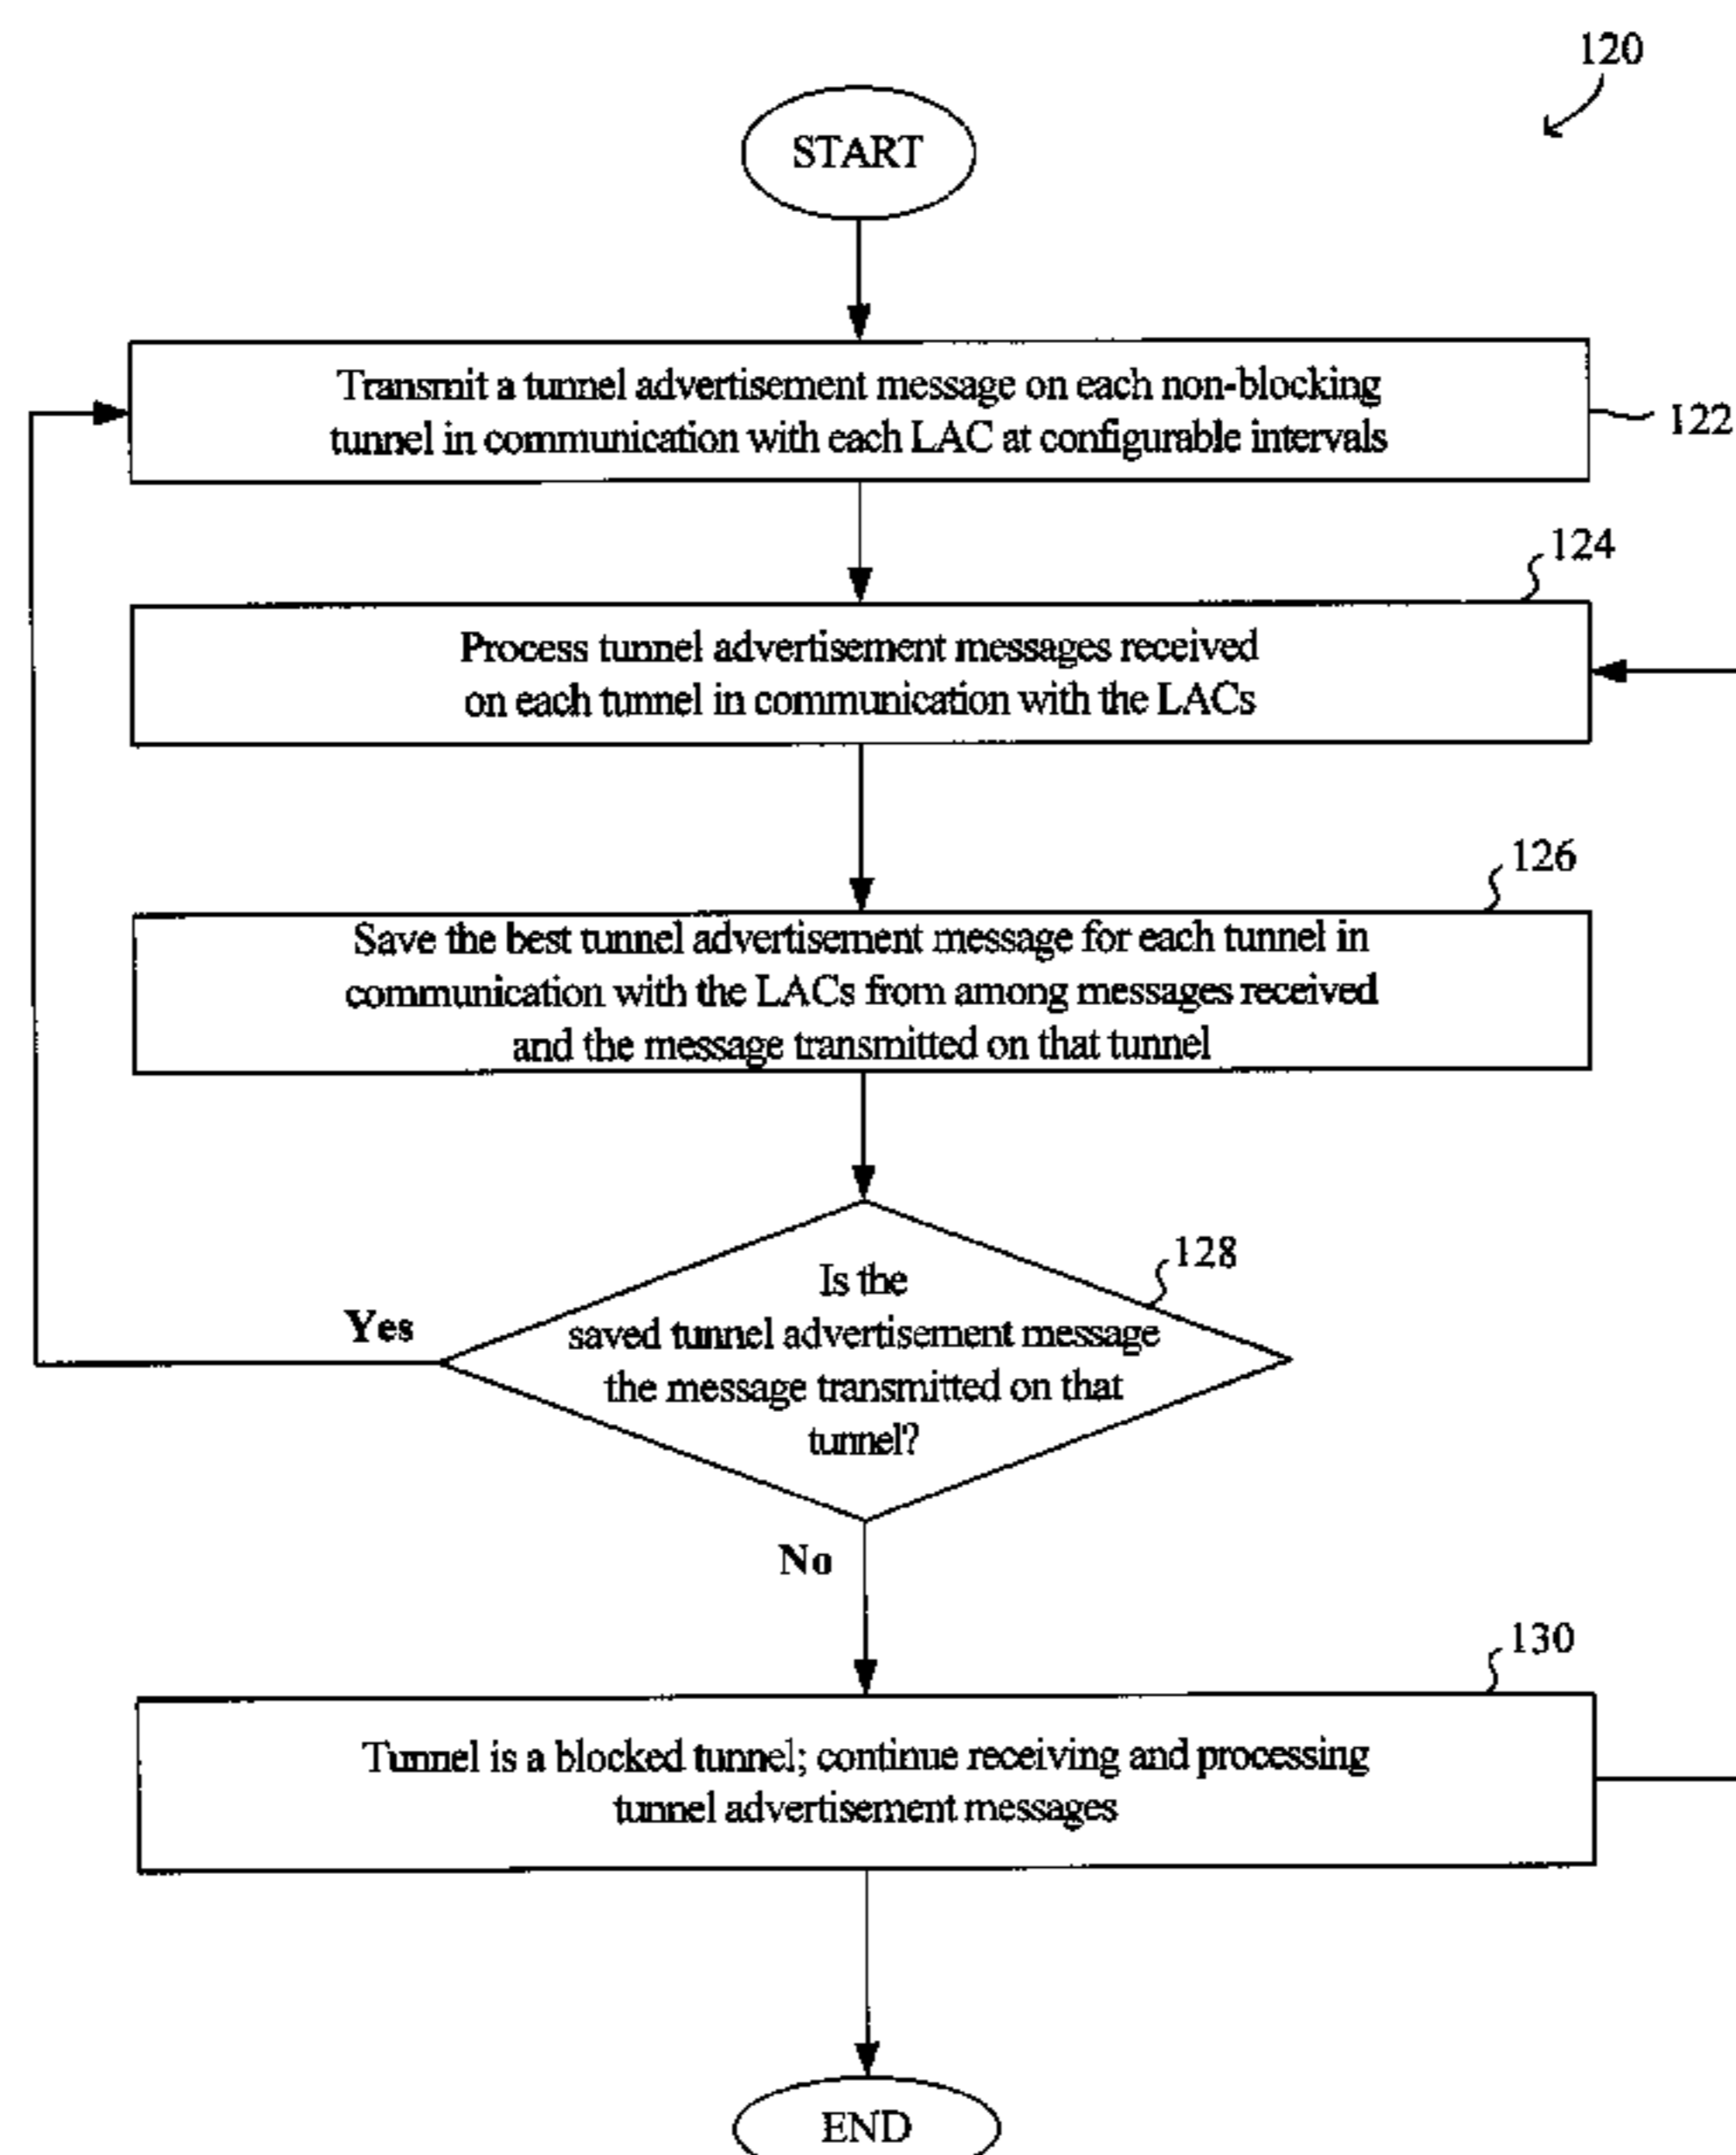 120
START
Transmit a tunnel advertisement message on each non-blocking
tunnel in communication with each LAC at configurable intervals
122
124
Process tunnel advertisement messages received
on each tunnel in communication with the LACs
126
Save the best tunnel advertisement message for each tunnel in
communication with the LACs from among messages received
and the message transmitted on that tunnel
128
Is the
saved tunnel advertisement message
the message transmitted on that
tunnel?
Yes
No
130
Tunnel is a blocked tunnel; continue receiving and processing
tunnel advertisement messages
END